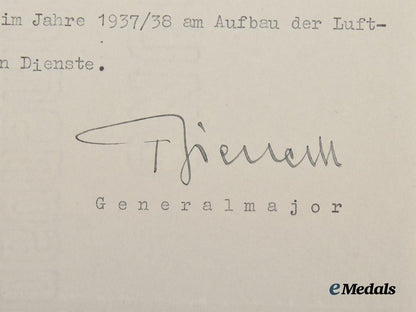 im Jahre 1937/38 am Aufbau der Luft-
n Dienste.
Generalmajor
eMedals